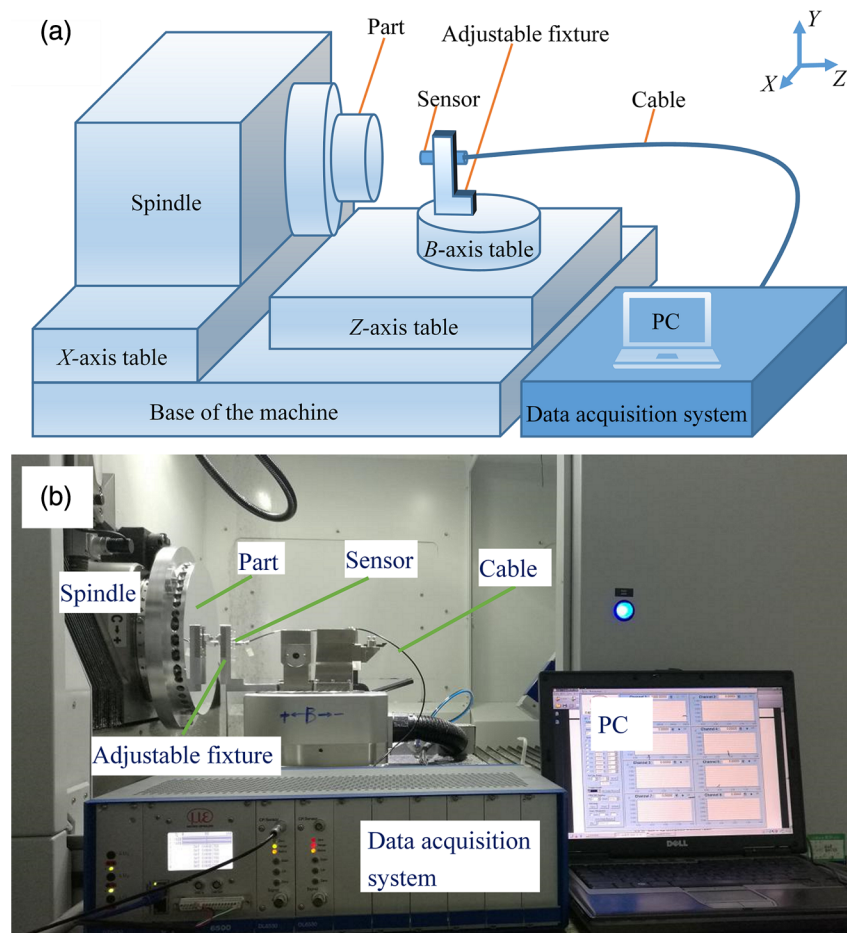 (a)
Part
Adjustable fixture
Y
X
Z
Sensor
Cable
Spindle
B-axis table
Z-axis table
PC
X-axis table
Base of the machine
Data acquisition system
(b)
Part
Sensor
Cable
Spindle
C +
+←B→-
PC
Adjustable fixture
Data acquisition
system
DELL
6500